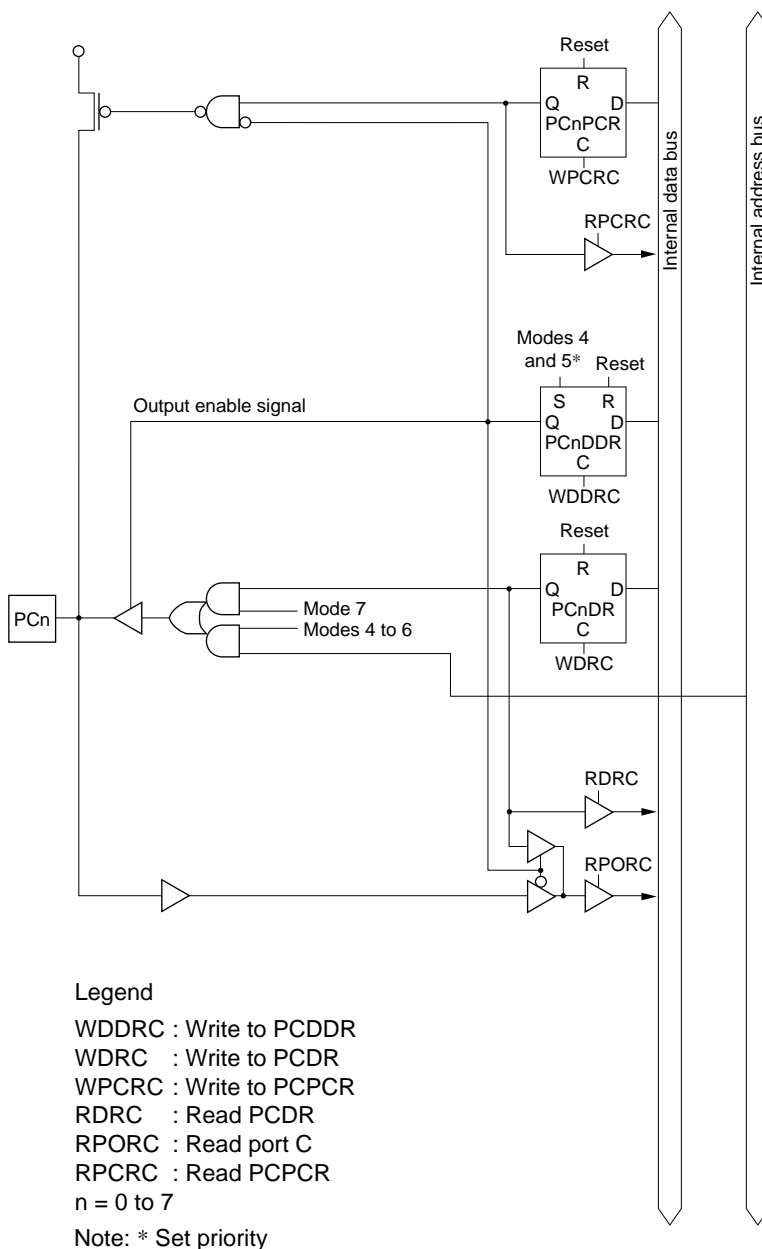 Reset
R
Q D
PCnPCR
C
WPCRC
RPCRC
Internal data bus
Internal address bus
Modes 4
and 5* Reset
S R
Output enable signal
Q D
PCnDDR
C
WDDRC
Reset
R
Q D
PCnDR
C
WDRC
PCn
Mode 7
Modes 4 to 6
RDRC
RPORC
Legend
WDDRC : Write to PCDDR
WDRC : Write to PCDR
WPCRC : Write to PCPCR
RDRC : Read PCDR
RPORC : Read port C
RPCRC : Read PCPCR
n = 0 to 7
Note: * Set priority